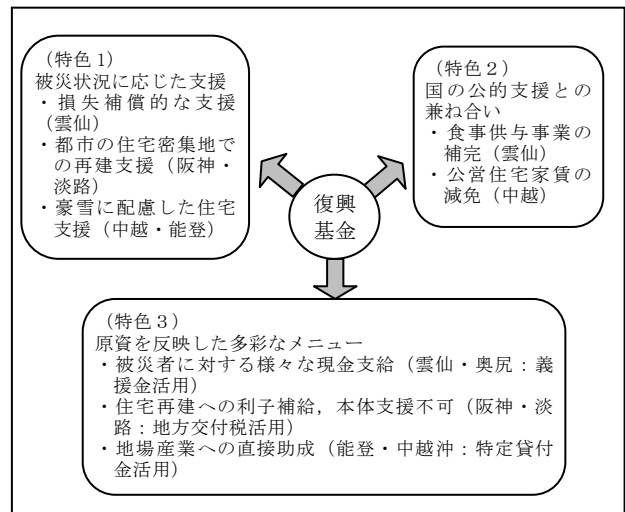 （特色１）
被災状況に応じた支援
・損失補償的な支援
（雲仙）
・都市の住宅密集地で
の再建支援（阪神・
淡路）
・豪雪に配慮した住宅
支援（中越・能登）
（特色２）
国の公的支援との
兼ね合い
・食事供与事業の
補完（雲仙）
・公営住宅家賃の
減免（中越）
復興
基金
（特色３）
原資を反映した多彩なメニュー
・被災者に対する様々な現金支給（雲仙・奥尻：義
援金活用）
・住宅再建への利子補給，本体支援不可（阪神・淡
路：地方交付税活用）
・地場産業への直接助成（能登・中越沖：特定貸付
金活用）